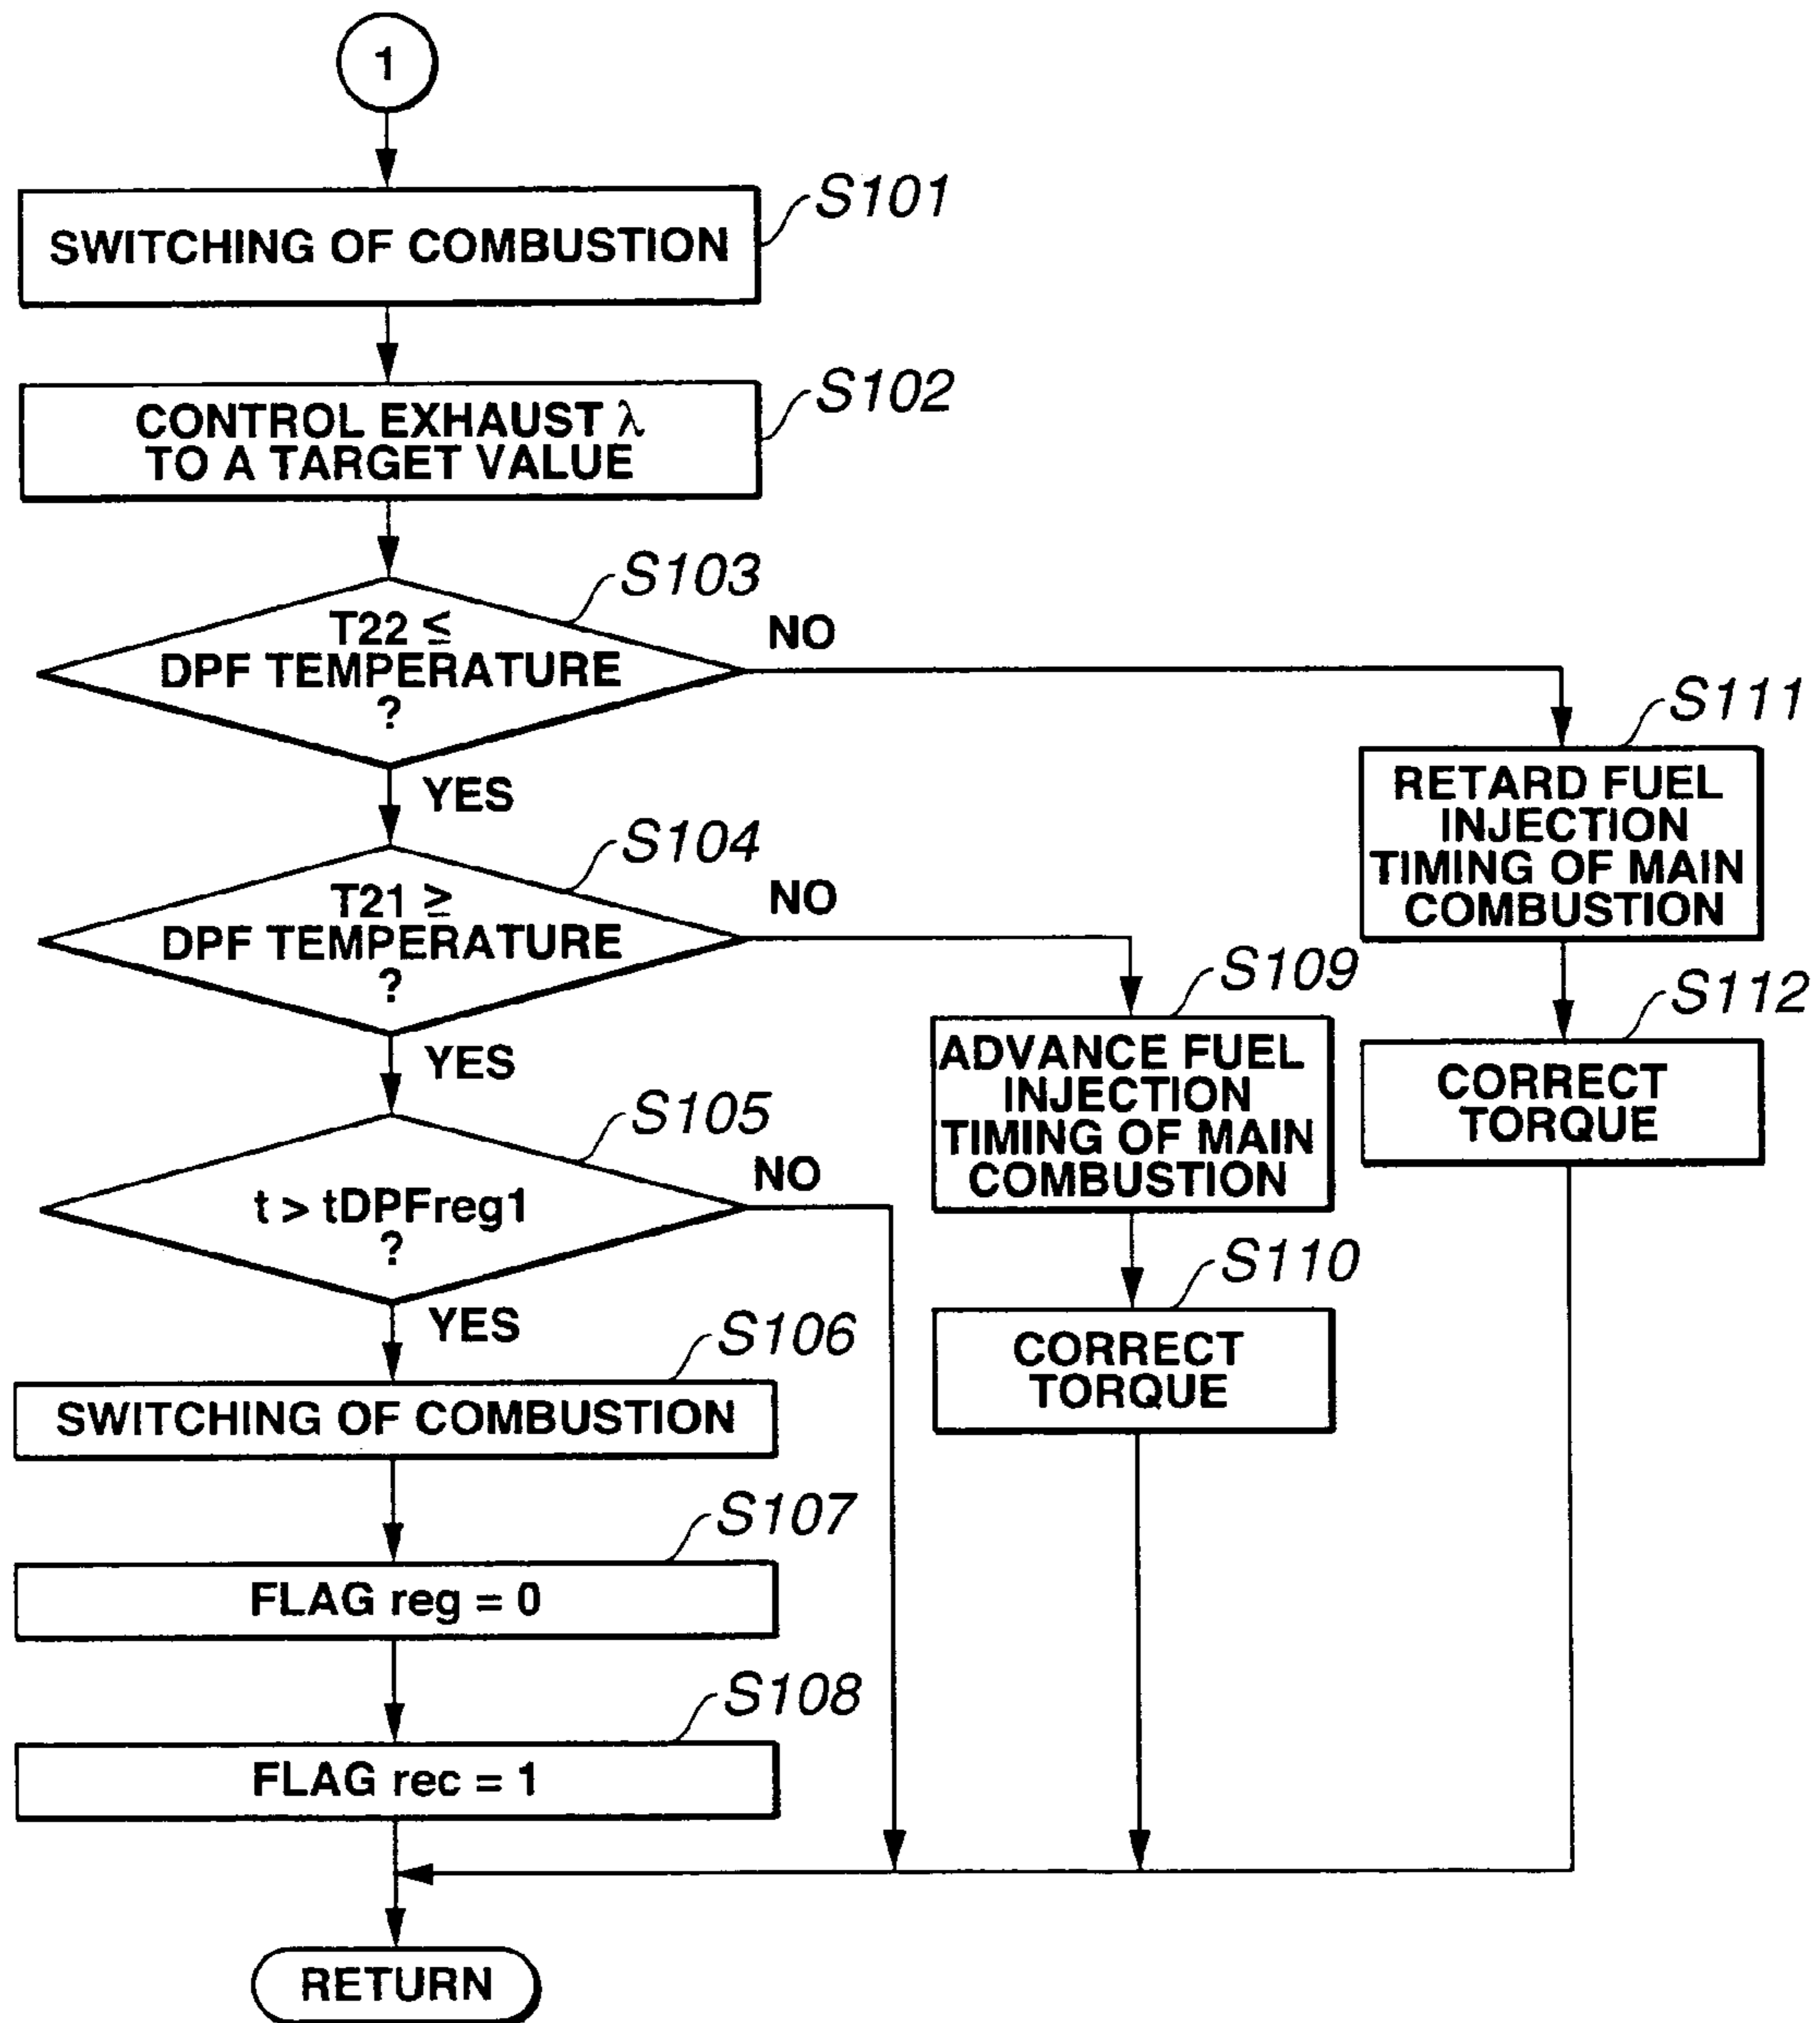 1
S101
SWITCHING OF COMBUSTION
S102
CONTROL EXHAUST λ
TO A TARGET VALUE
S103
T22 ≤
DPF TEMPERATURE
?
NO
YES
S111
RETARD FUEL
INJECTION
TIMING OF MAIN
COMBUSTION
S104
T21 ≥
DPF TEMPERATURE
?
NO
YES
S109
ADVANCE FUEL
INJECTION
TIMING OF MAIN
COMBUSTION
S112
CORRECT
TORQUE
S105
t > tDPFreg1
?
NO
YES
S110
CORRECT
TORQUE
S106
SWITCHING OF COMBUSTION
S107
FLAG reg = 0
S108
FLAG rec = 1
RETURN